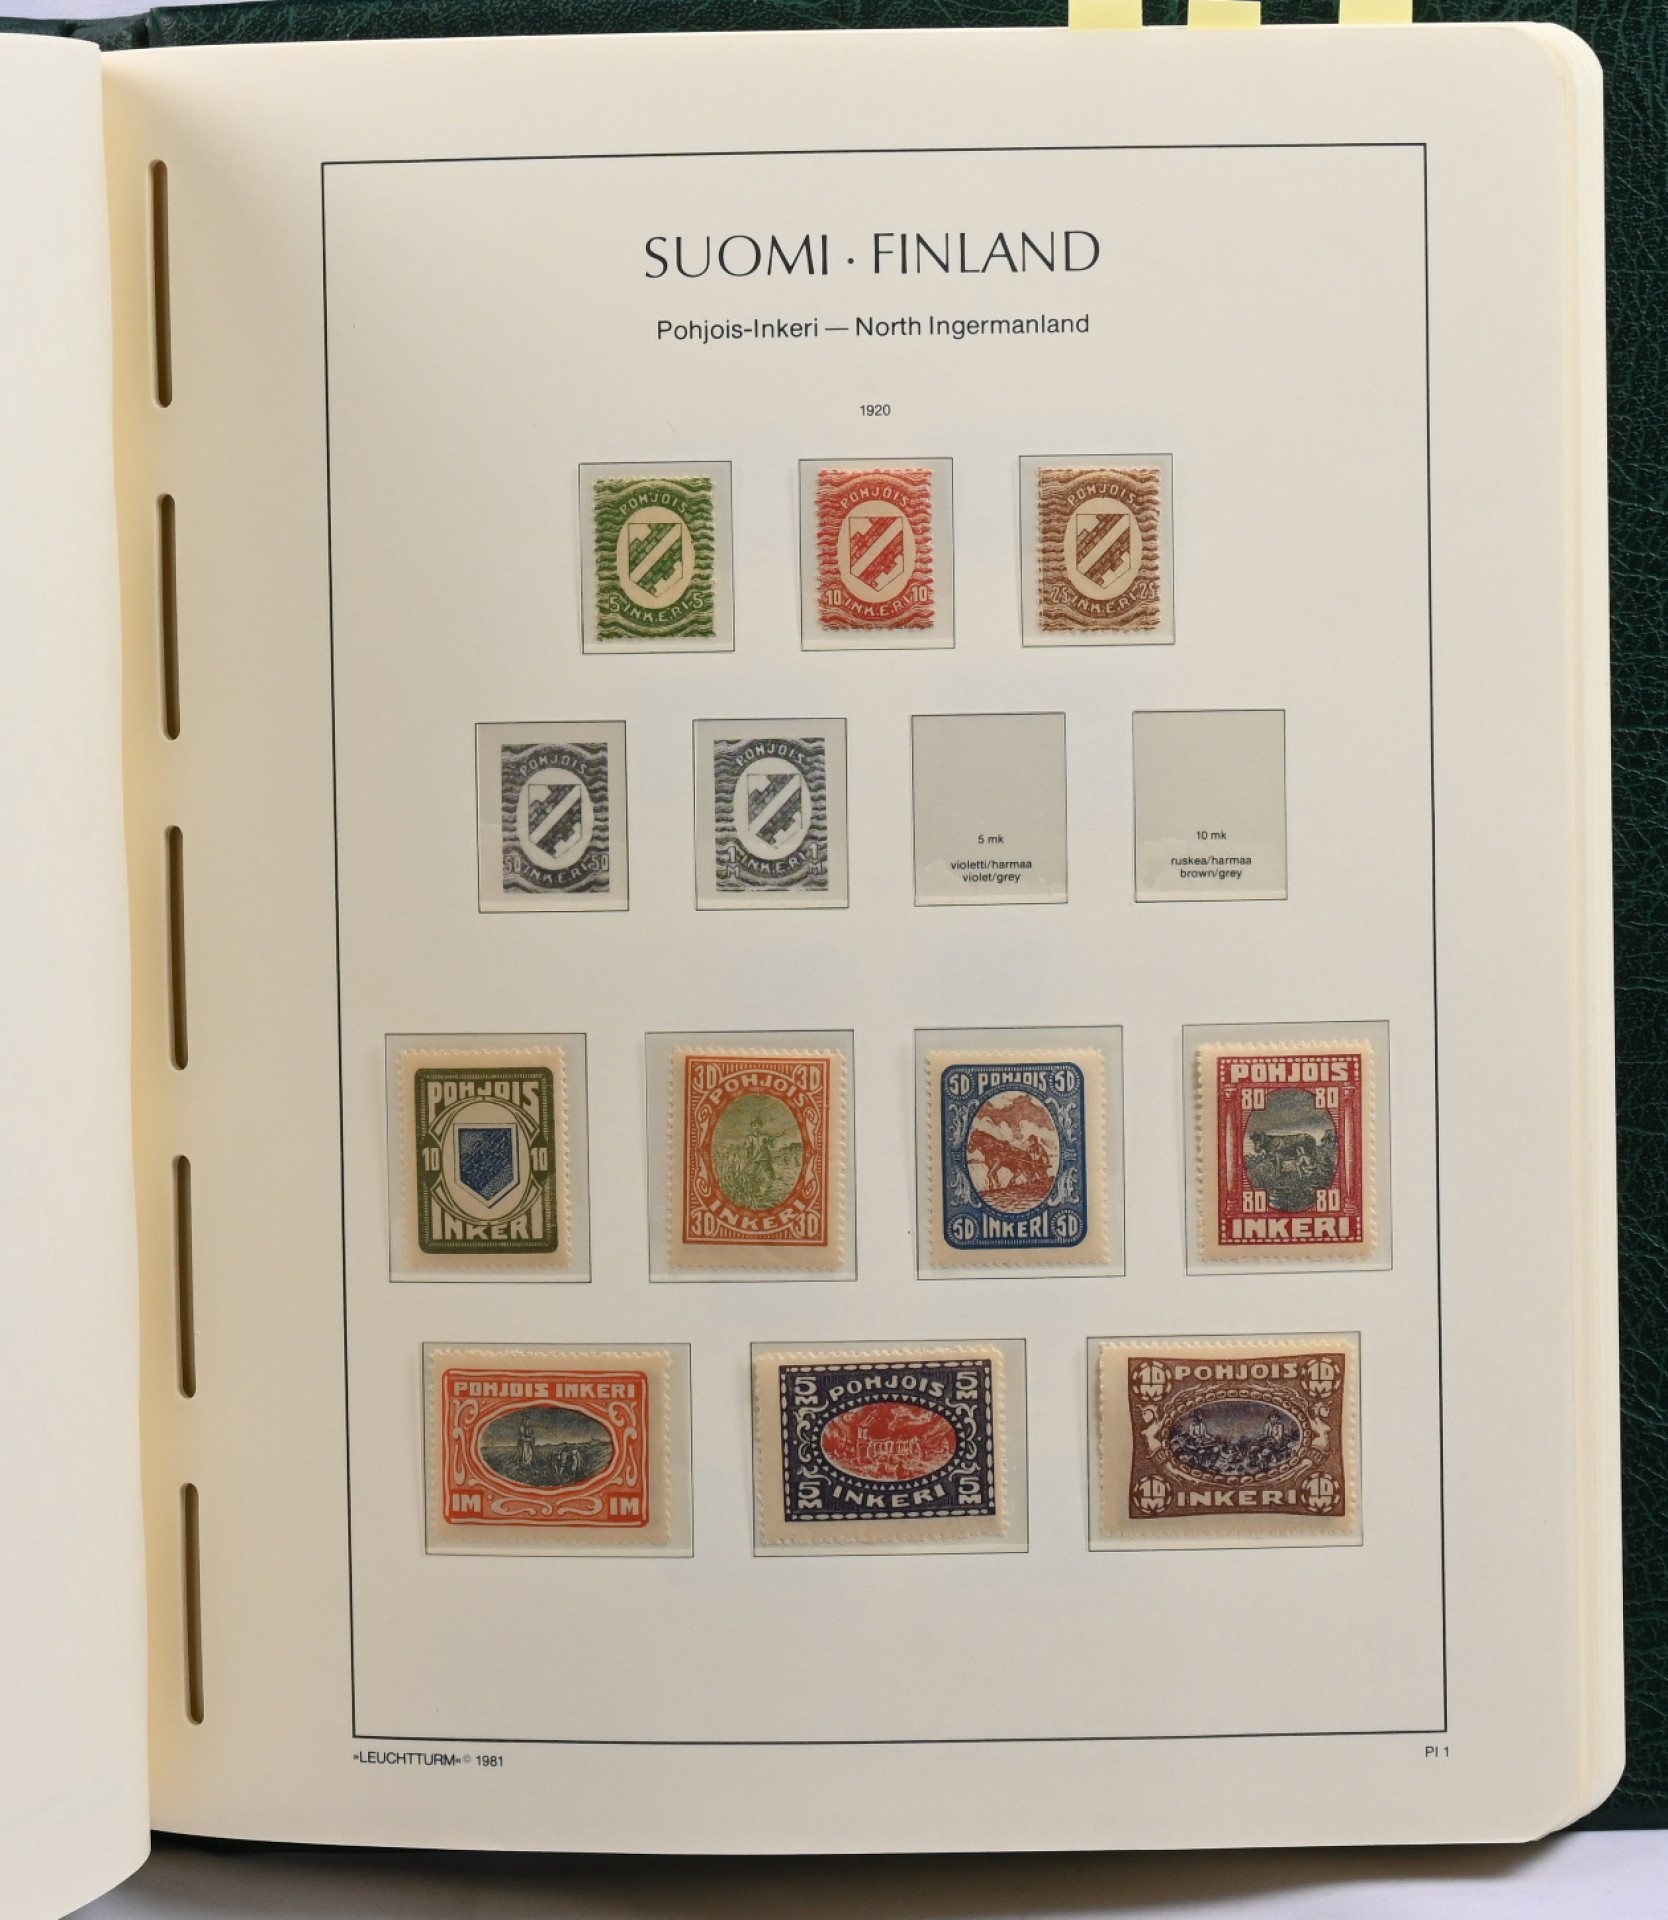 SUOMI · FINLAND
Pohjois-Inkeri — North Ingermanland
1920
POHJOIS
5 INKERI 5
POHJOIS
10 INKERI 10
POHJOIS
25 INKERI 25
POHJOIS
50 INKERI 50
POHJOIS
1 INKERI 1
M M
5 mk
violetti/harmaa
violet/grey
10 mk
ruskea/harmaa
brown/grey
POHJOIS
10 10
INKERI
30 POHJOIS 30
30 INKERI 30
50 POHJOIS 50
50 INKERI 50
POHJOIS
80 80
80 80
INKERI
POHJOIS INKERI
1M 1M
5M POHJOIS 5M
5M INKERI 5M
10M POHJOIS 10M
10M INKERI 10M
»LEUCHTTURM« © 1981
PI 1